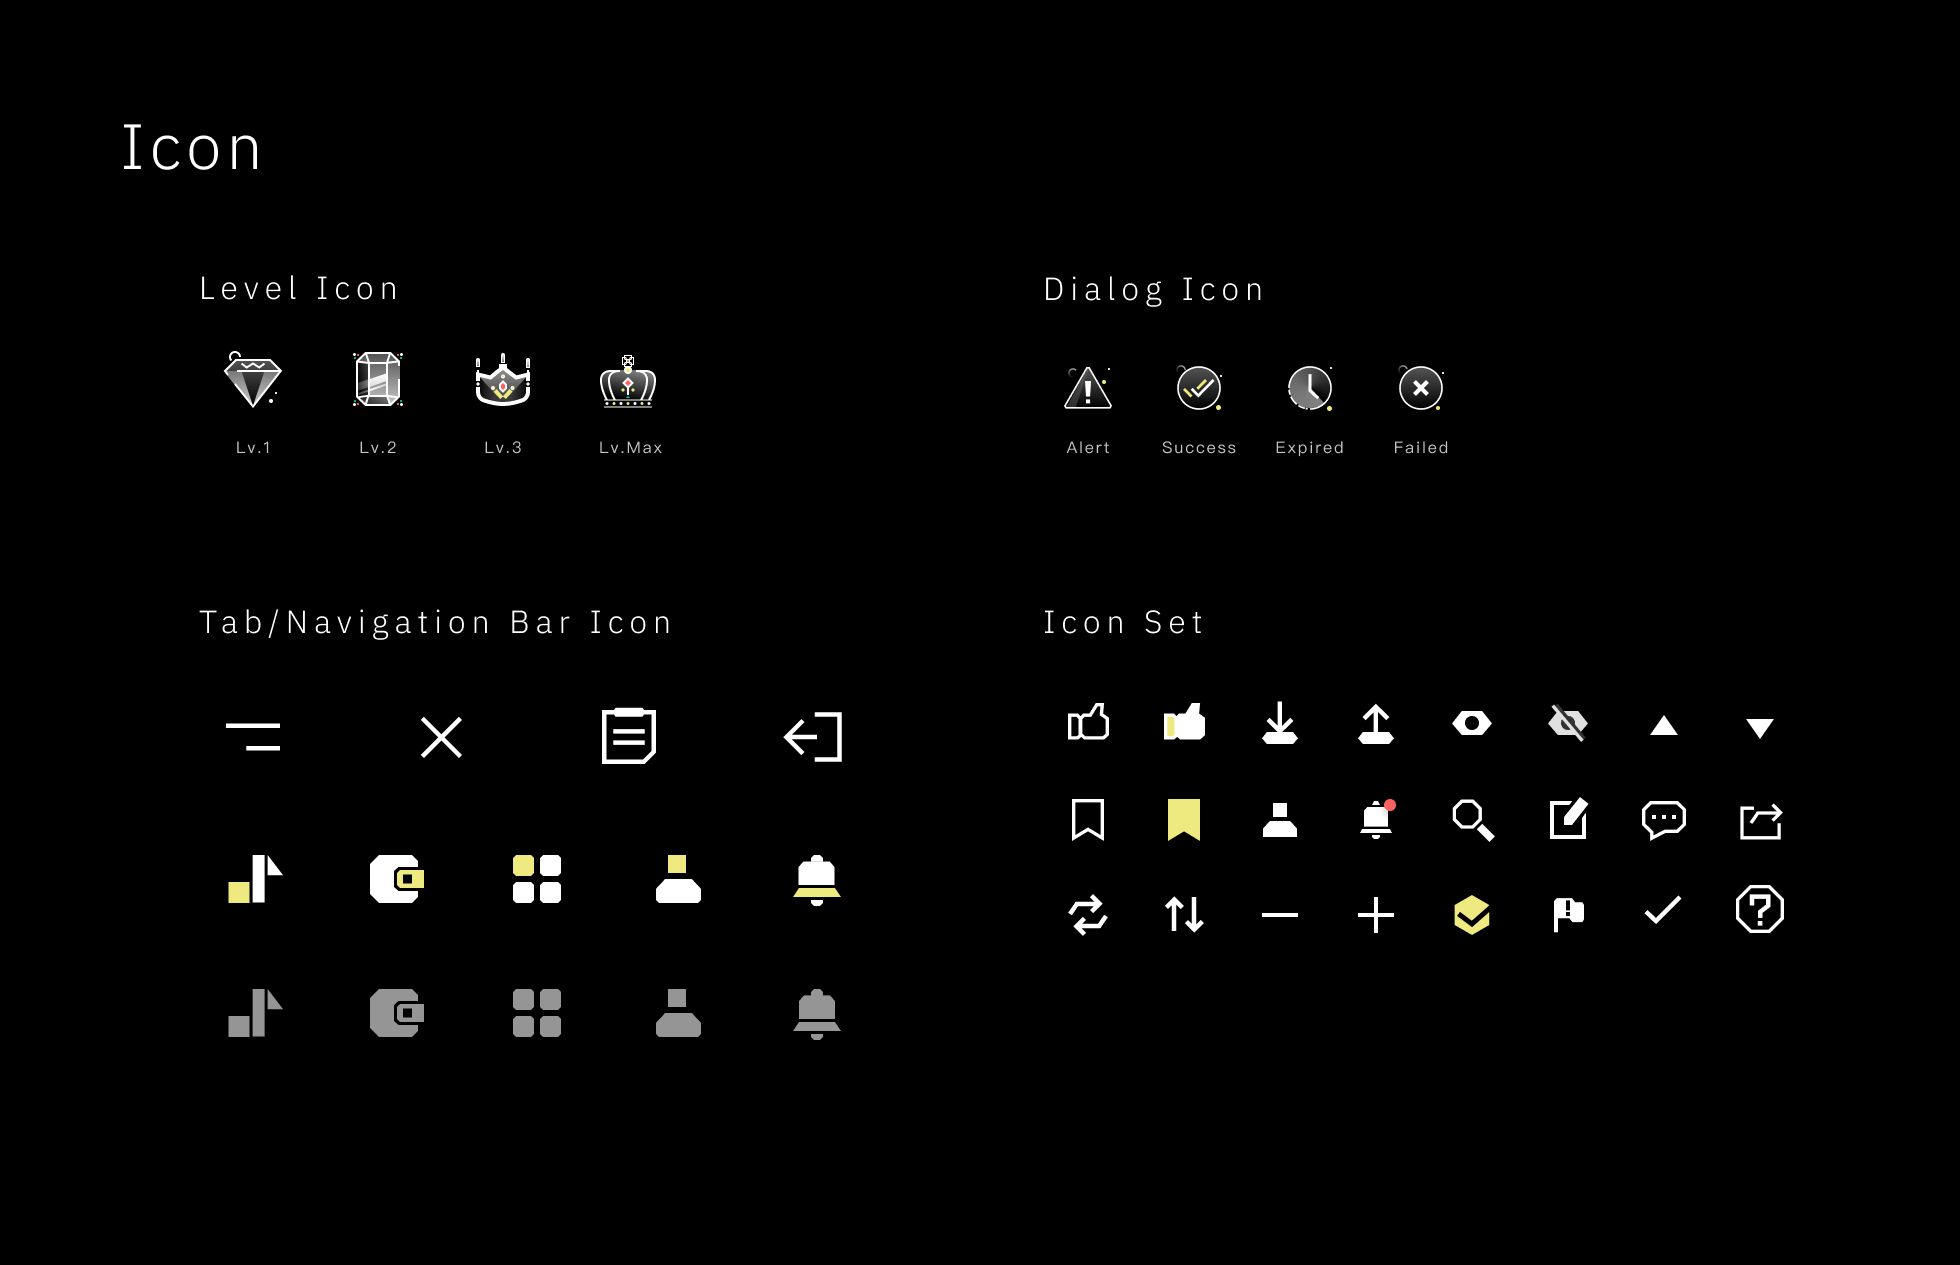 Icon
Level Icon
Lv.1
Lv.2
Lv.3
Lv.Max
Dialog Icon
Alert
Success
Expired
Failed
Tab/Navigation Bar Icon
Icon Set